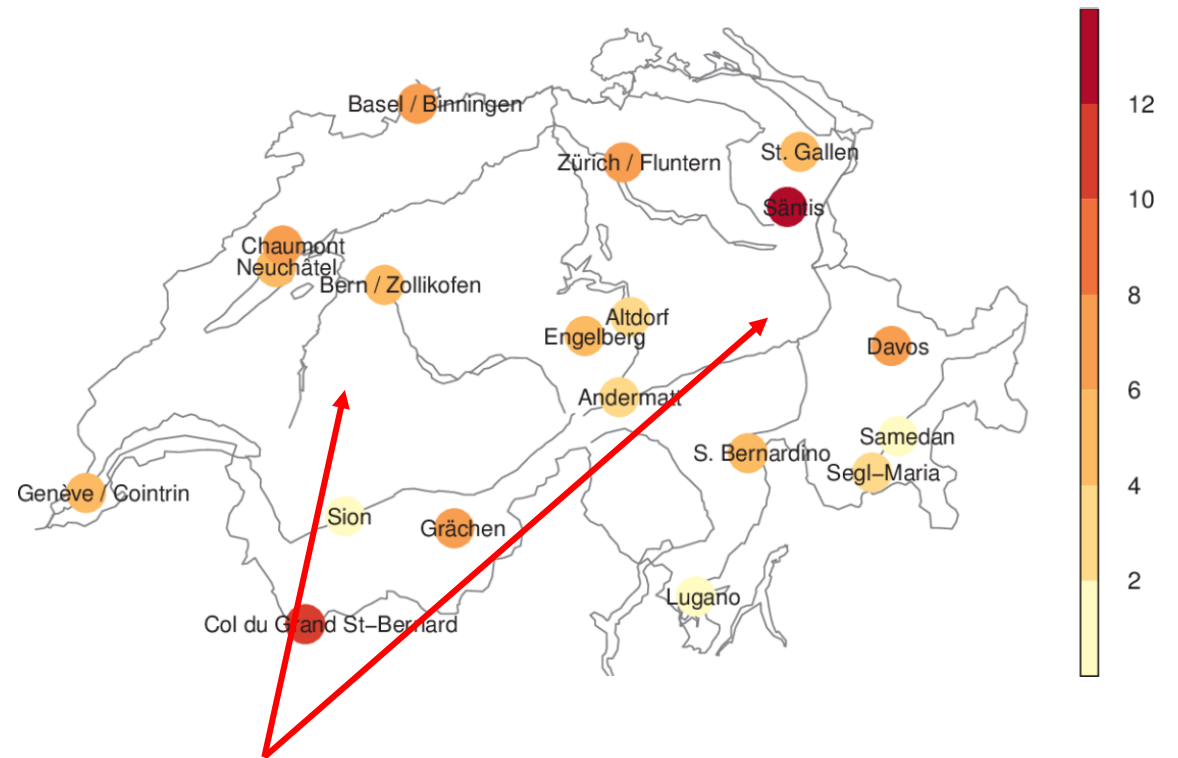 Basel / Binningen
Zürich / Fluntern
St. Gallen
Säntis
Chaumont
Neuchâtel
Bern / Zollikofen
Altdorf
Engelberg
Davos
Andermatt
Samedan
S. Bernardino
Segl–Maria
Genève / Cointrin
Sion
Grächen
Lugano
Col du Grand St–Bernard
12
10
8
6
4
2